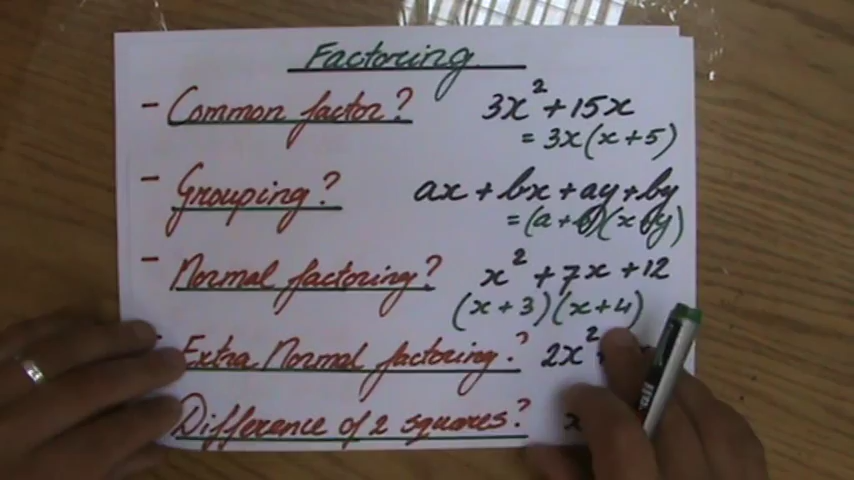 Factoring
- Common factor? 3x² + 15x
= 3x(x + 5)
- Grouping? ax + bx + ay + by
= (a + b)(x + y)
- Normal factoring? x² + 7x + 12
(x + 3)(x + 4)
Extra Normal factoring? 2x²
Difference of 2 squares? x